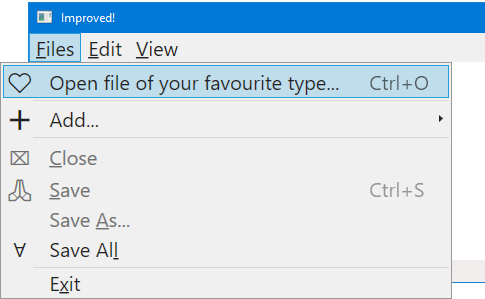 Improved!
Files Edit View
Open file of your favourite type... Ctrl+O
Add...
Close
Save Ctrl+S
Save As...
∀ Save All
Exit